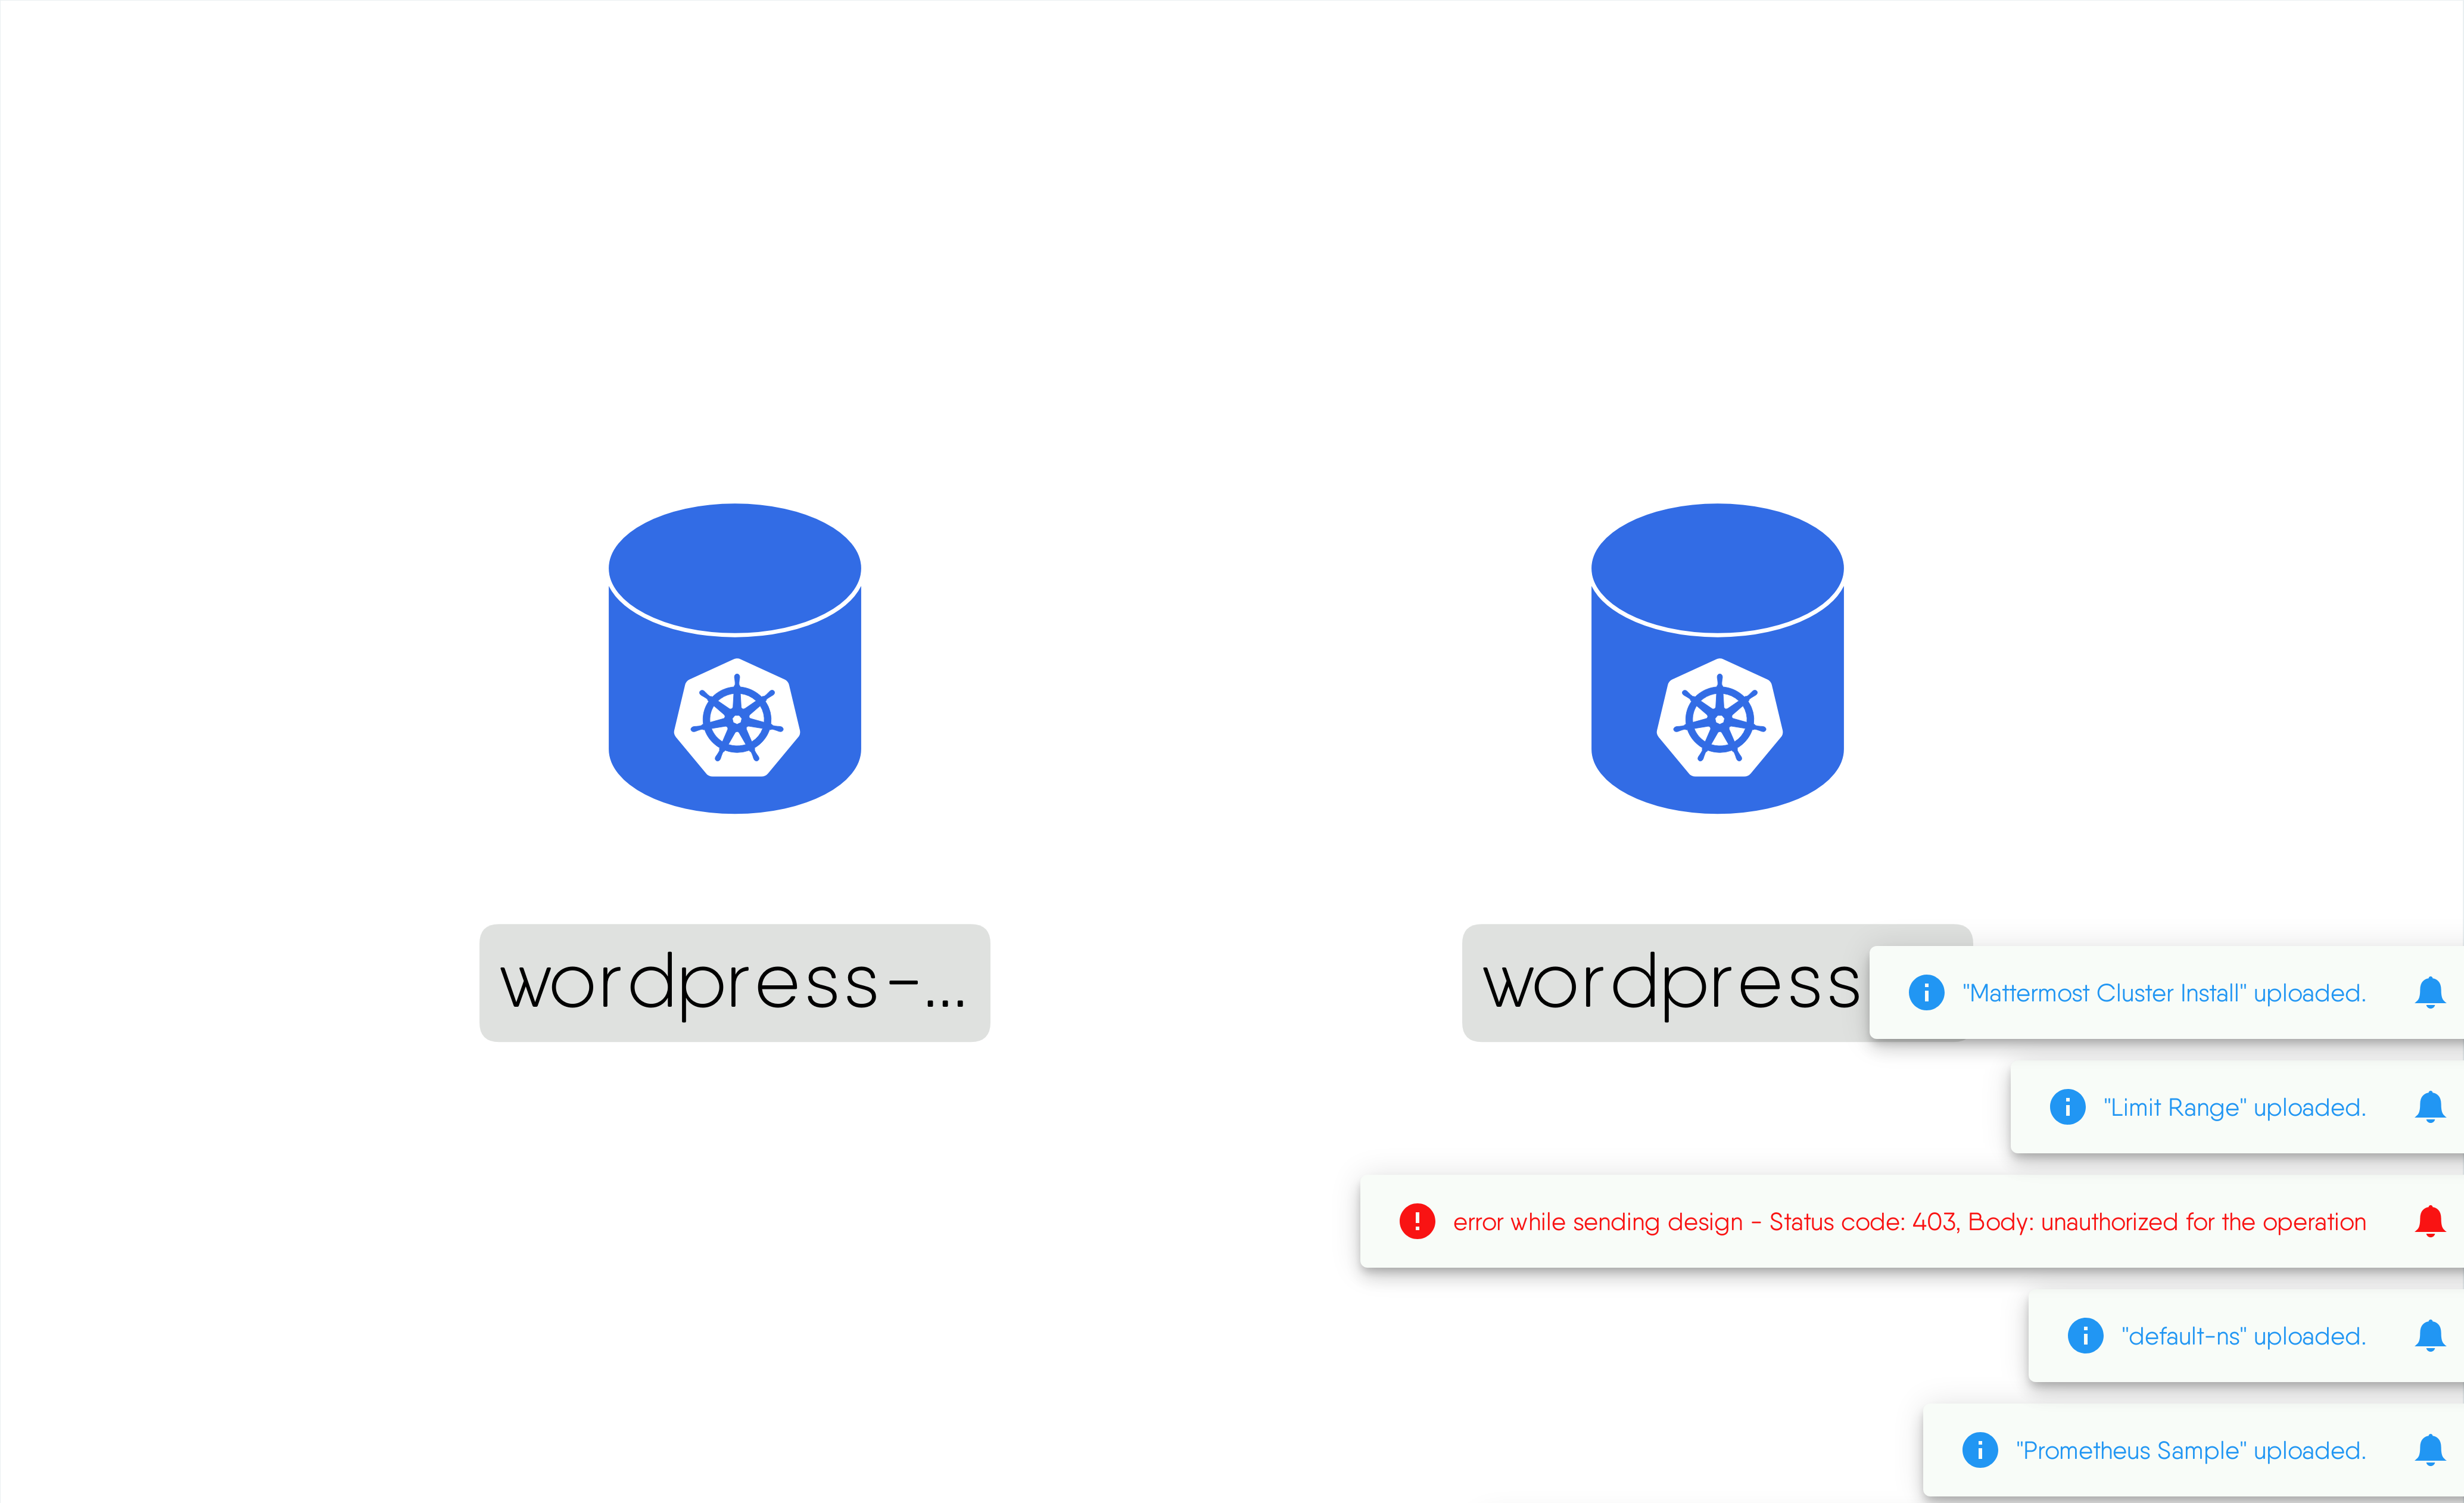 wordpress-...
wordpress
"Mattermost Cluster Install" uploaded.
"Limit Range" uploaded.
error while sending design - Status code: 403, Body: unauthorized for the operation
"default-ns" uploaded.
"Prometheus Sample" uploaded.